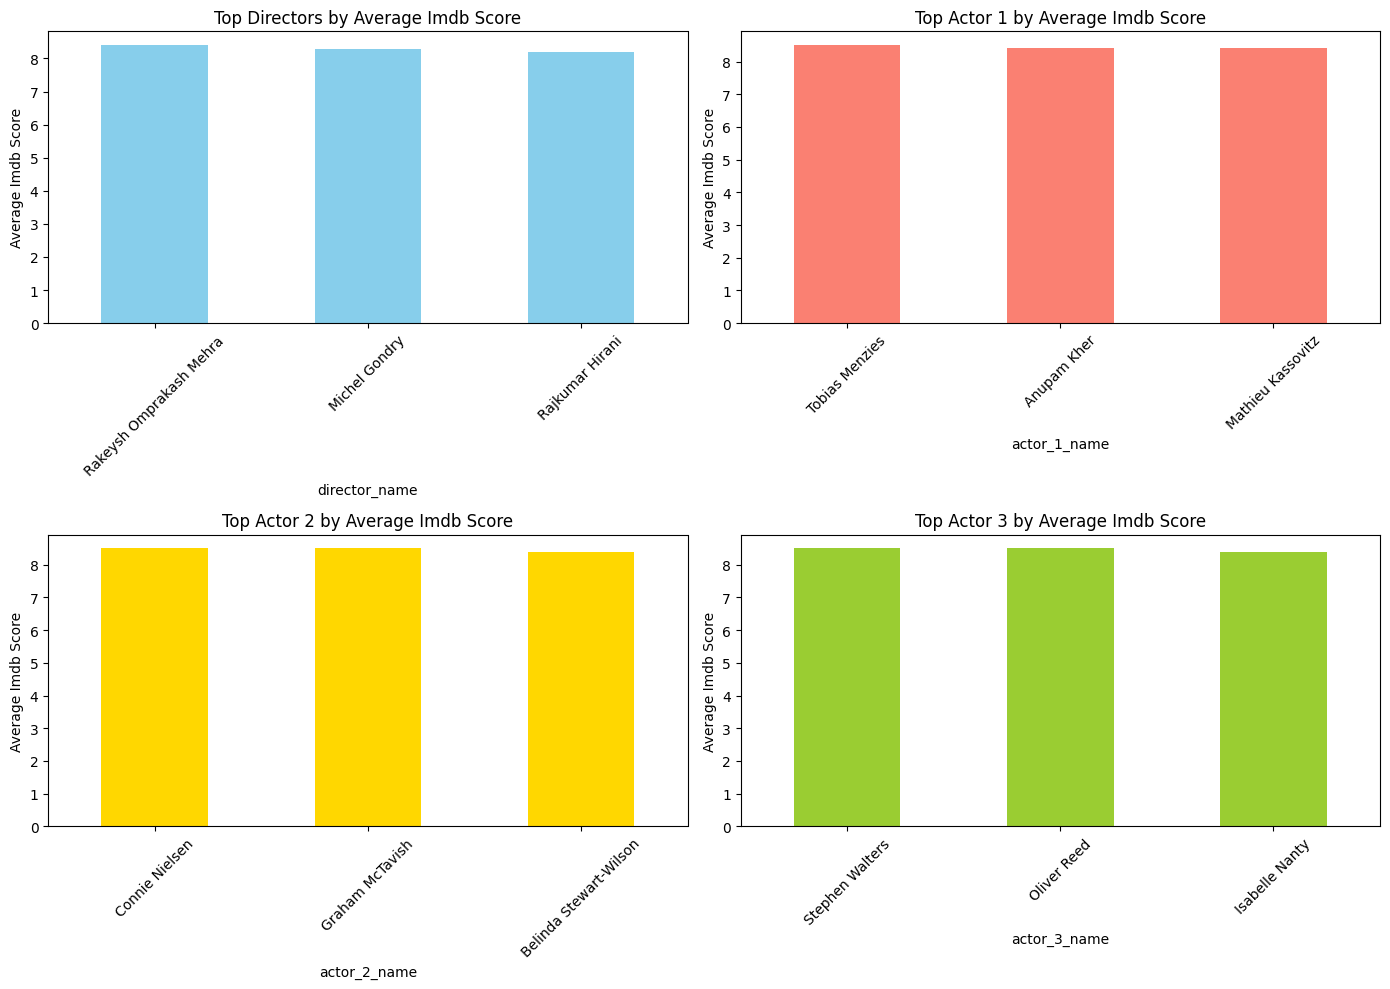 Top Directors by Average Imdb Score
Average Imdb Score
8
7
6
5
4
3
2
1
0
Rakeysh Omprakash Mehra
Michel Gondry
Rajkumar Hirani
director_name
Top Actor 1 by Average Imdb Score
Average Imdb Score
8
7
6
5
4
3
2
1
0
Tobias Menzies
Anupam Kher
Mathieu Kassovitz
actor_1_name
Top Actor 2 by Average Imdb Score
Average Imdb Score
8
7
6
5
4
3
2
1
0
Connie Nielsen
Graham McTavish
Belinda Stewart-Wilson
actor_2_name
Top Actor 3 by Average Imdb Score
Average Imdb Score
8
7
6
5
4
3
2
1
0
Stephen Walters
Oliver Reed
Isabelle Nanty
actor_3_name